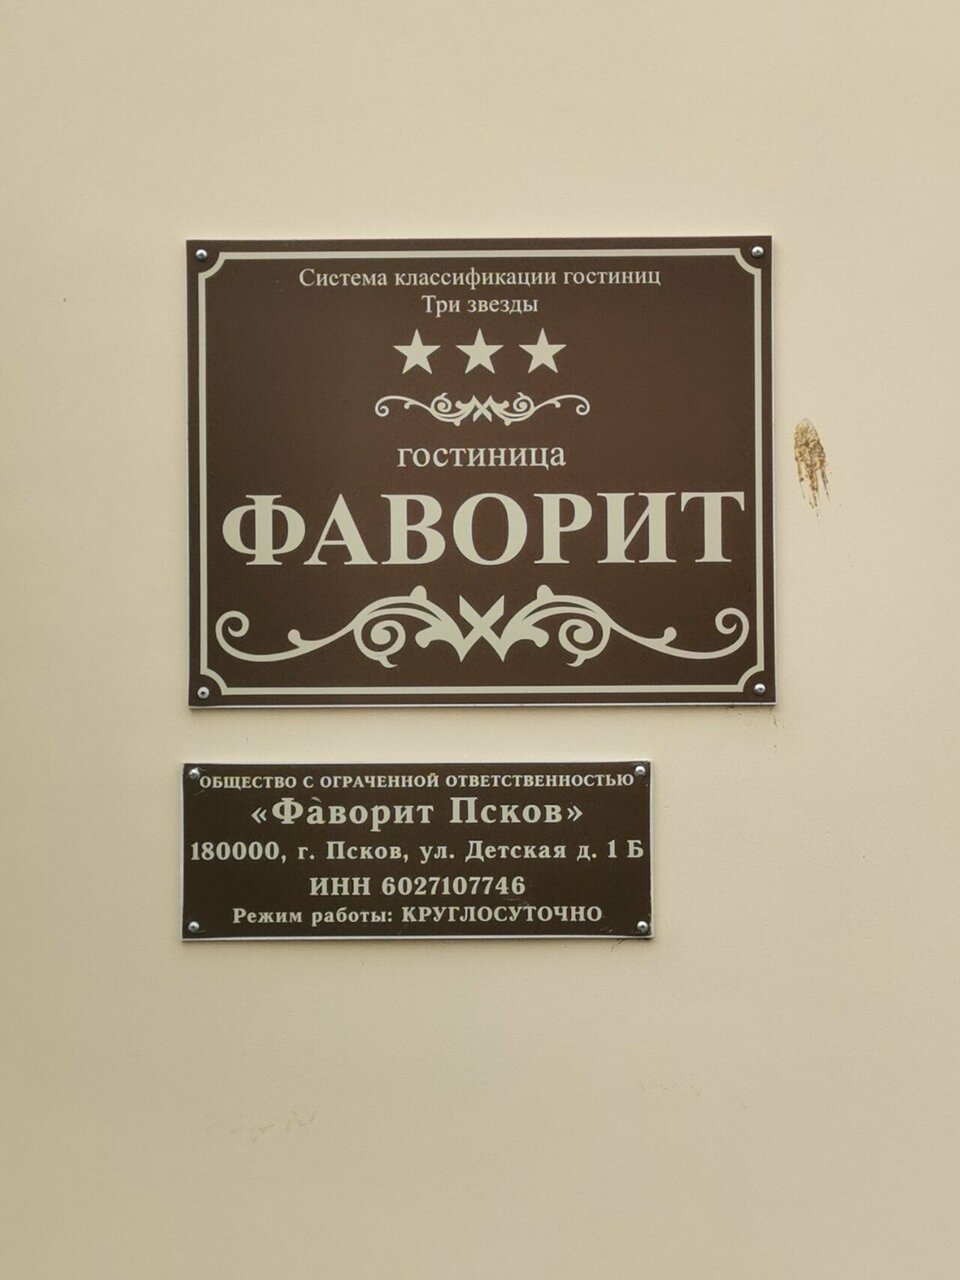 Система классификации гостиниц
Три звезды
гостиница
ФАВОРИТ
ОБЩЕСТВО С ОГРАЧЕННОЙ ОТВЕТСТВЕННОСТЬЮ
«Фаворит Псков»
180000, г. Псков, ул. Детская д. 1 Б
ИНН 6027107746
Режим работы: КРУГЛОСУТОЧНО